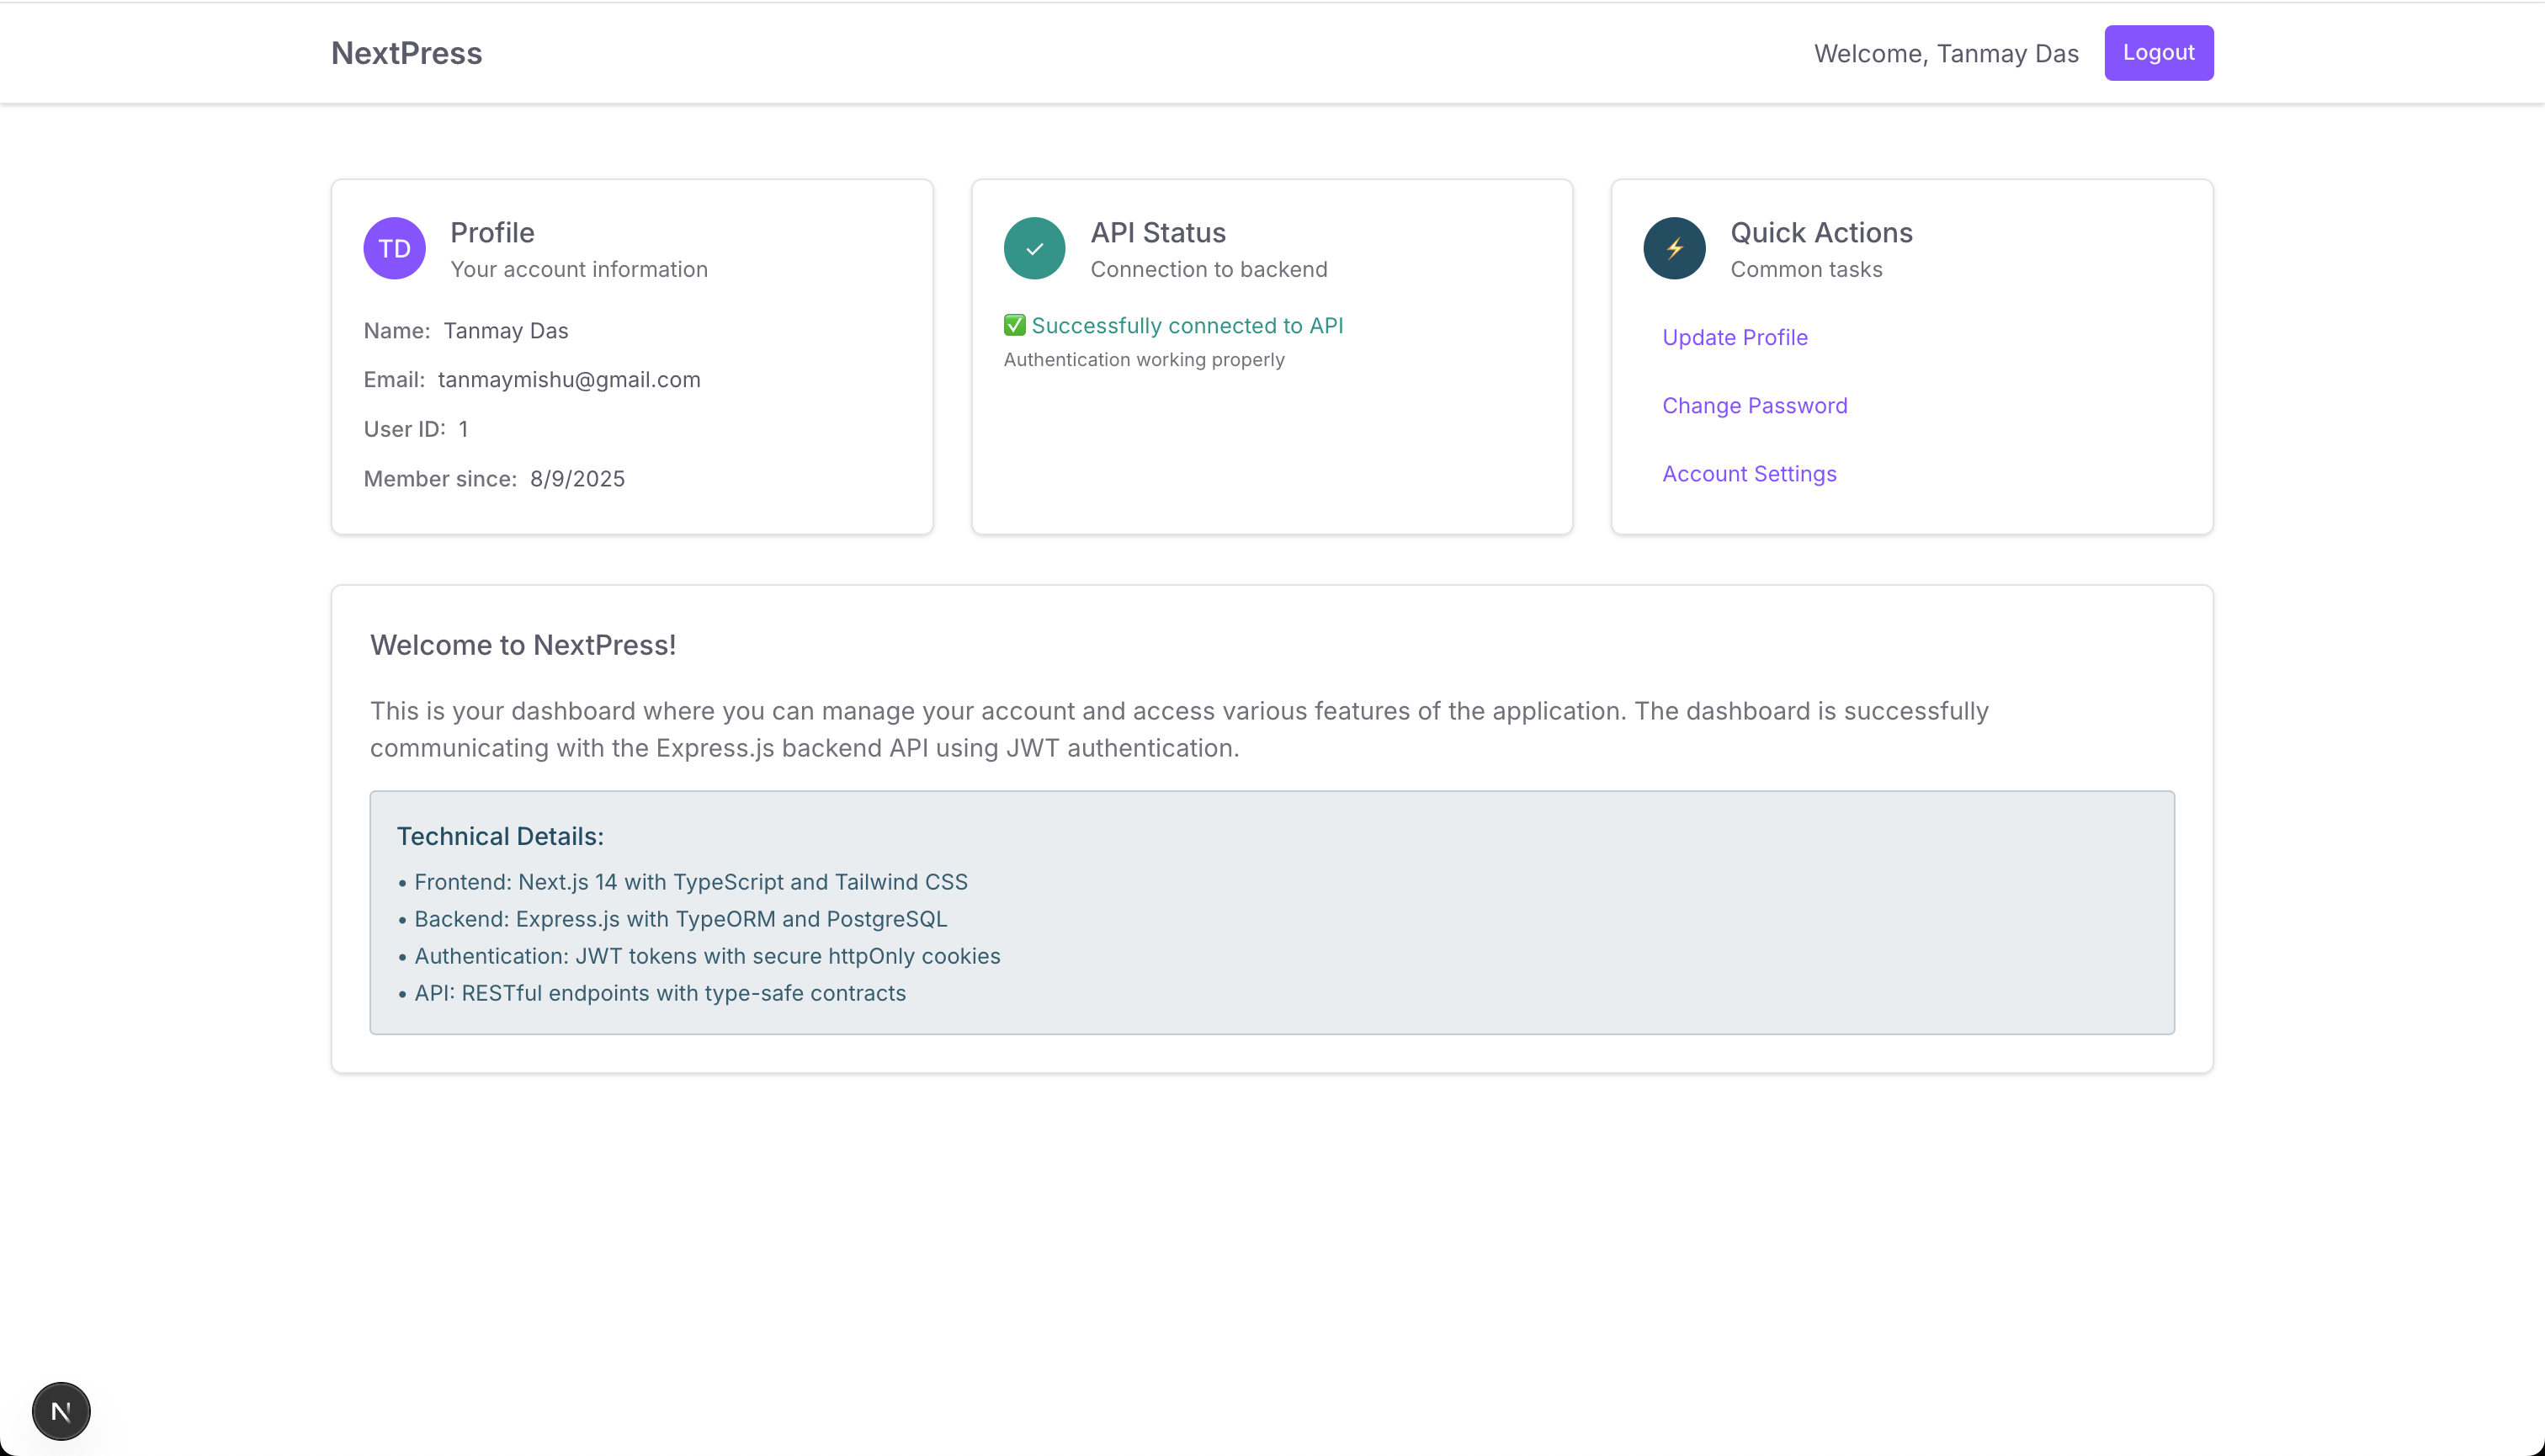 NextPress
Welcome, Tanmay Das
Logout
TD
Profile
Your account information
Name: Tanmay Das
Email: tanmaymishu@gmail.com
User ID: 1
Member since: 8/9/2025
API Status
Connection to backend
✅ Successfully connected to API
Authentication working properly
Quick Actions
Common tasks
Update Profile
Change Password
Account Settings
Welcome to NextPress!
This is your dashboard where you can manage your account and access various features of the application. The dashboard is successfully
communicating with the Express.js backend API using JWT authentication.
Technical Details:
• Frontend: Next.js 14 with TypeScript and Tailwind CSS
• Backend: Express.js with TypeORM and PostgreSQL
• Authentication: JWT tokens with secure httpOnly cookies
• API: RESTful endpoints with type-safe contracts
N